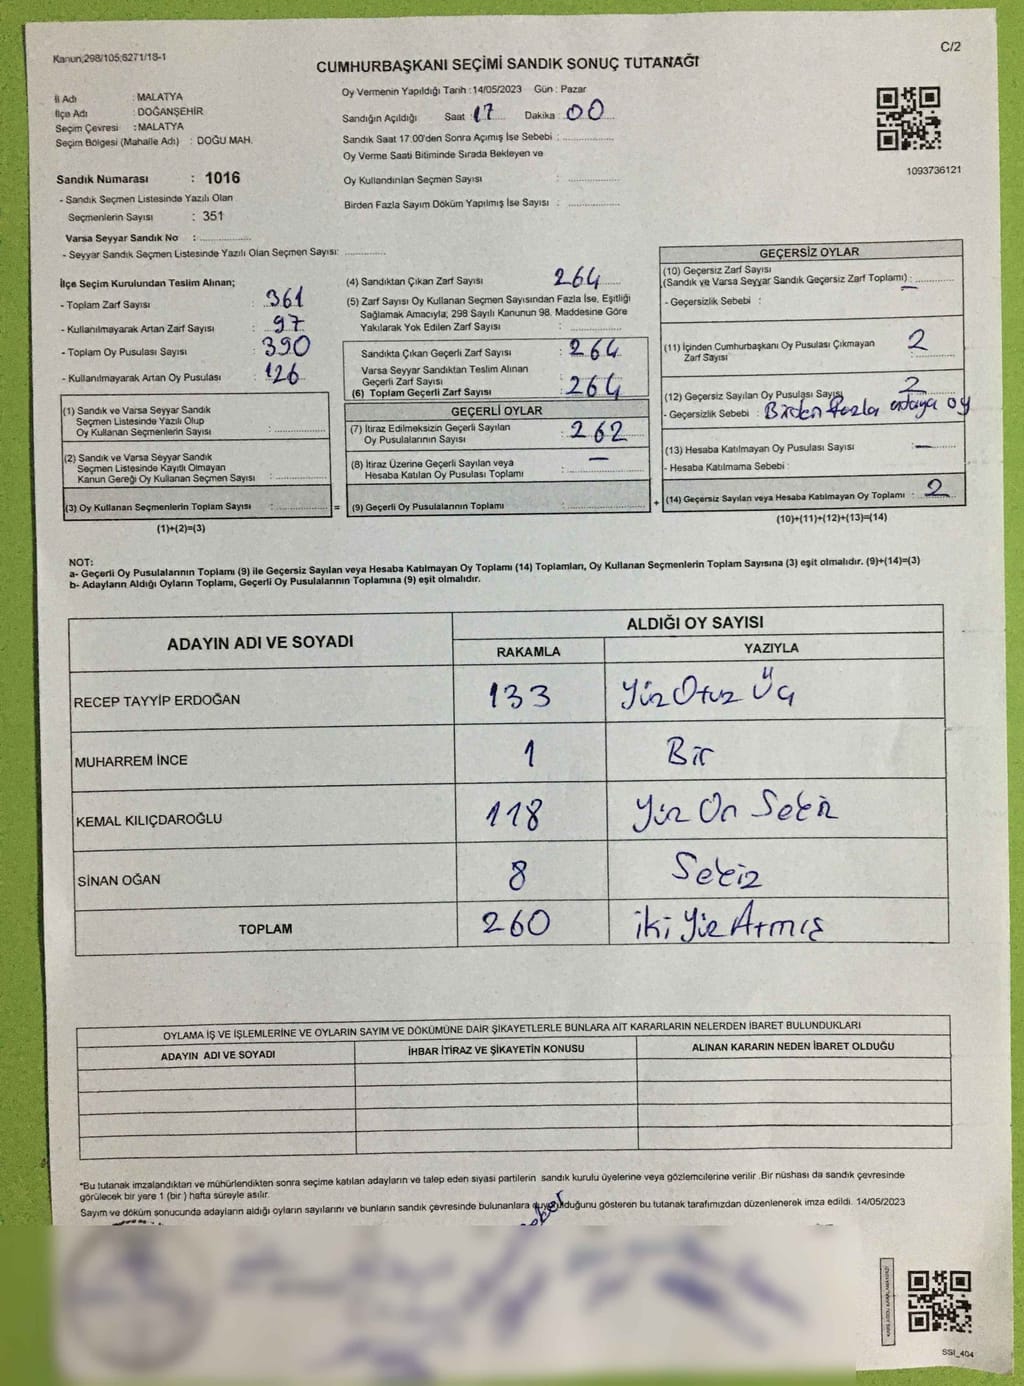 Kanun;298/105;6271/18-1
C/2
CUMHURBAŞKANI SEÇİMİ SANDIK SONUÇ TUTANAĞI
İl Adı : MALATYA
İlçe Adı : DOĞANŞEHİR
Seçim Çevresi : MALATYA
Seçim Bölgesi (Mahalle Adı) : DOĞU MAH.
Sandık Numarası : 1016
- Sandık Seçmen Listesinde Yazılı Olan
Seçmenlerin Sayısı : 351
Varsa Seyyar Sandık No : ..............
- Seyyar Sandık Seçmen Listesinde Yazılı Olan Seçmen Sayısı: ............
Oy Vermenin Yapıldığı Tarih : 14/05/2023 Gün : Pazar
Sandığın Açıldığı Saat : 17 Dakika : 00
Sandık Saat 17.00'den Sonra Açımış İse Sebebi : ..............
Oy Verme Saati Bitiminde Sırada Bekleyen ve
Oy Kullandırılan Seçmen Sayısı : ..............
Birden Fazla Sayım Döküm Yapılmış İse Sayısı : ..............
1093736121
İlçe Seçim Kurulundan Teslim Alınan;
- Toplam Zarf Sayısı : 361
- Kullanılmayarak Artan Zarf Sayısı : 97
- Toplam Oy Pusulası Sayısı : 390
- Kullanılmayarak Artan Oy Pusulası : 126
(1) Sandık ve Varsa Seyyar Sandık
Seçmen Listesinde Yazılı Olup
Oy Kullanan Seçmenlerin Sayısı : ..............
(2) Sandık ve Varsa Seyyar Sandık
Seçmen Listesinde Kayıtlı Olmayan
Kanun Gereği Oy Kullanan Seçmen Sayısı : ..............
(3) Oy Kullanan Seçmenlerin Toplam Sayısı : ..............
(1)+(2)=(3)
=
(4) Sandıktan Çıkan Zarf Sayısı 264
(5) Zarf Sayısı Oy Kullanan Seçmen Sayısından Fazla İse, Eşitliği
Sağlamak Amacıyla; 298 Sayılı Kanunun 98. Maddesine Göre
Yakılarak Yok Edilen Zarf Sayısı : ..............
Sandıkta Çıkan Geçerli Zarf Sayısı : 264
Varsa Seyyar Sandıktan Teslim Alınan
Geçerli Zarf Sayısı : ..............
(6) Toplam Geçerli Zarf Sayısı : 264
GEÇERLİ OYLAR
(7) İtiraz Edilmeksizin Geçerli Sayılan
Oy Pusulalarının Sayısı : 262
(8) İtiraz Üzerine Geçerli Sayılan veya
Hesaba Katılan Oy Pusulası Toplamı : —
(9) Geçerli Oy Pusulalarının Toplamı : ..............
+
GEÇERSİZ OYLAR
(10) Geçersiz Zarf Sayısı
(Sandık ve Varsa Seyyar Sandık Geçersiz Zarf Toplamı) : —
- Geçersizlik Sebebi :
(11) İçinden Cumhurbaşkanı Oy Pusulası Çıkmayan
Zarf Sayısı : 2
(12) Geçersiz Sayılan Oy Pusulası Sayısı 2
- Geçersizlik Sebebi : Birden fazla adaya oy
(13) Hesaba Katılmayan Oy Pusulası Sayısı : —
- Hesaba Katılmama Sebebi :
(14) Geçersiz Sayılan veya Hesaba Katılmayan Oy Toplamı : 2
(10)+(11)+(12)+(13)=(14)
NOT:
a- Geçerli Oy Pusulalarının Toplamı (9) ile Geçersiz Sayılan veya Hesaba Katılmayan Oy Toplamı (14) Toplamları, Oy Kullanan Seçmenlerin Toplam Sayısına (3) eşit olmalıdır. (9)+(14)=(3)
b- Adayların Aldığı Oyların Toplamı, Geçerli Oy Pusulalarının Toplamına (9) eşit olmalıdır.
ADAYIN ADI VE SOYADI ALDIĞI OY SAYISI
RAKAMLA YAZIYLA
RECEP TAYYİP ERDOĞAN 133 Yüz Otuz Üç
MUHARREM İNCE 1 Bir
KEMAL KILIÇDAROĞLU 118 Yüz On Sekiz
SİNAN OĞAN 8 Sekiz
TOPLAM 260 iki Yüz Atmış
OYLAMA İŞ VE İŞLEMLERİNE VE OYLARIN SAYIM VE DÖKÜMÜNE DAİR ŞİKAYETLERLE BUNLARA AİT KARARLARIN NELERDEN İBARET BULUNDUKLARI
ADAYIN ADI VE SOYADI İHBAR İTİRAZ VE ŞİKAYETİN KONUSU ALINAN KARARIN NEDEN İBARET OLDUĞU
*Bu tutanak imzalandıktan ve mühürlendikten sonra seçime katılan adayların ve talep eden siyasi partilerin sandık kurulu üyelerine veya gözlemcilerine verilir .Bir nüshası da sandık çevresinde
görülecek bir yere 1 (bir ) hafta süreyle asılır.
Sayım ve döküm sonucunda adayların aldığı oyların sayılarını ve bunların sandık çevresinde bulunanlara duyurulduğunu gösteren bu tutanak tarafımızdan düzenlenerek imza edildi. 14/05/2023
SSI_404